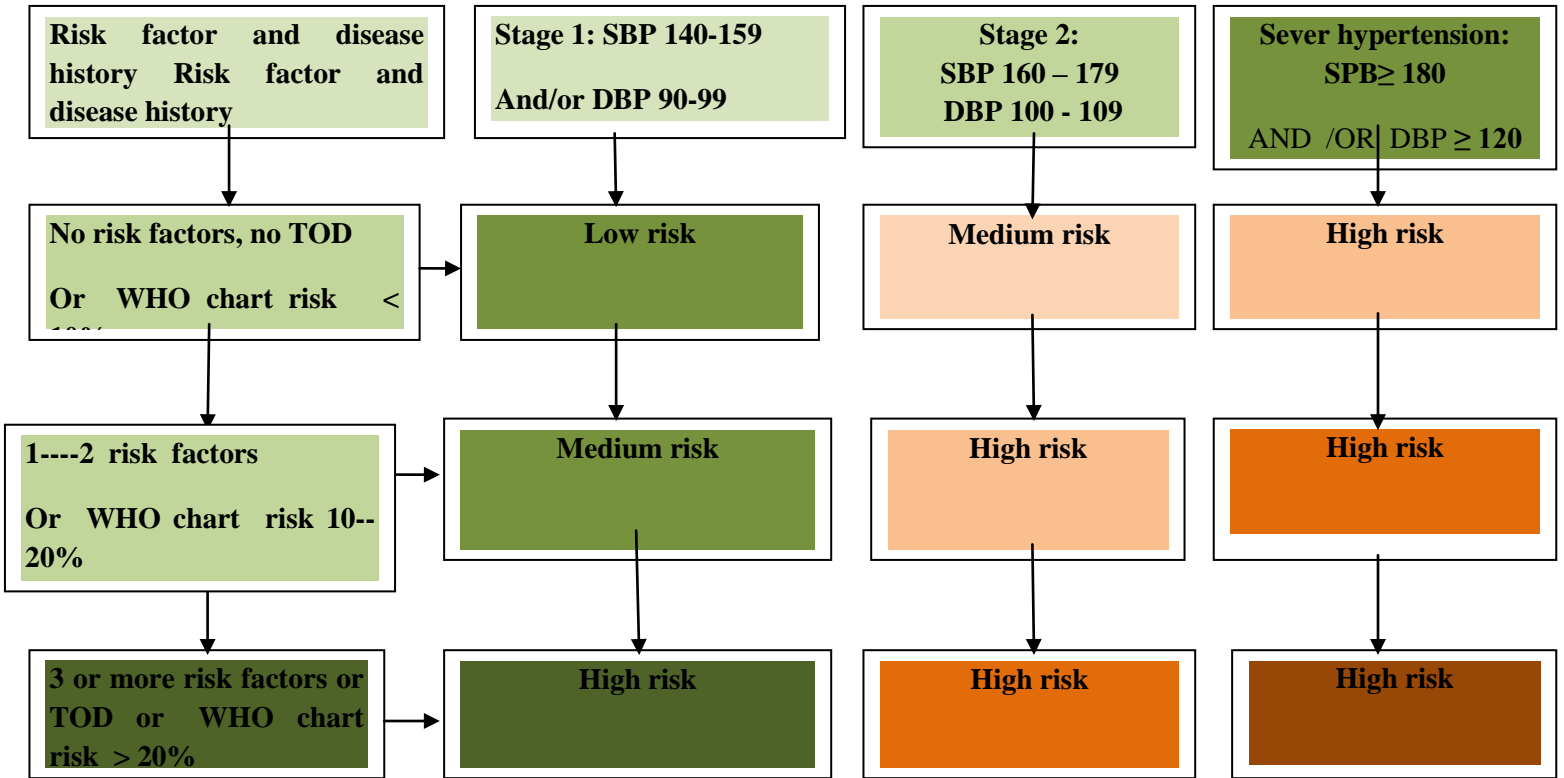 Risk factor and disease
history Risk factor and
disease history
Stage 1: SBP 140-159
And/or DBP 90-99
Stage 2:
SBP 160 – 179
DBP 100 - 109
Sever hypertension:
SPB≥ 180
AND /OR DBP ≥ 120
No risk factors, no TOD
Or WHO chart risk <
Low risk
Medium risk
High risk
1----2 risk factors
Or WHO chart risk 10--
20%
Medium risk
High risk
High risk
3 or more risk factors or
TOD or WHO chart
risk > 20%
High risk
High risk
High risk